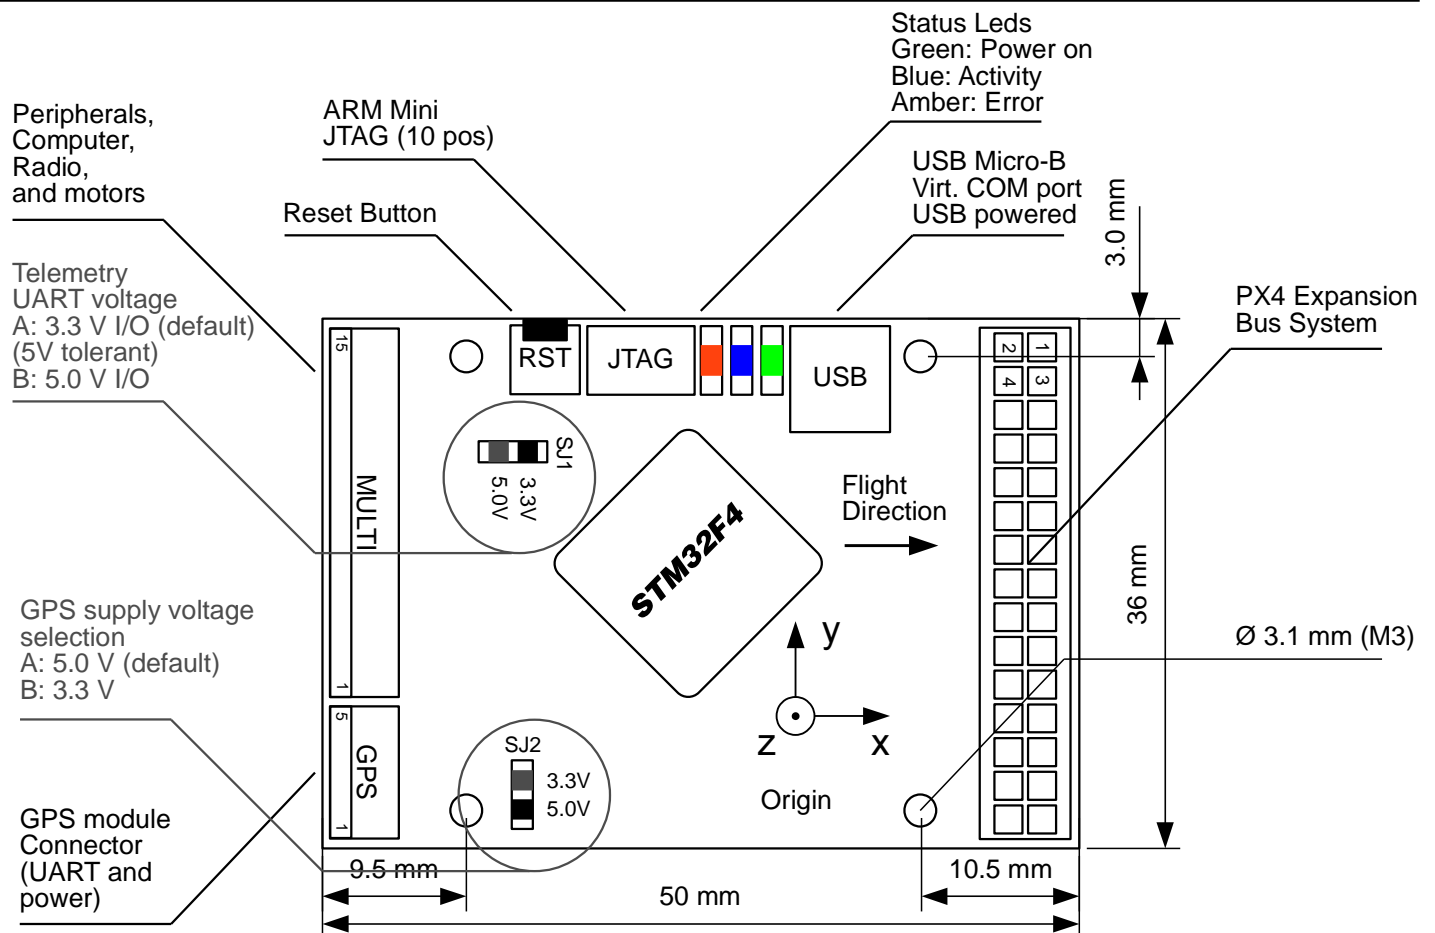 Status Leds
Green: Power on
Blue: Activity
Amber: Error
Peripherals,
Computer,
Radio,
and motors
ARM Mini
JTAG (10 pos)
USB Micro-B
Virt. COM port
USB powered
3.0 mm
Reset Button
Telemetry
UART voltage
A: 3.3 V I/O (default)
(5V tolerant)
B: 5.0 V I/O
PX4 Expansion
Bus System
15
RST
JTAG
USB
2
1
4
3
SJ1
3.3V
5.0V
MULTI
Flight
Direction
STM32F4
36 mm
GPS supply voltage
selection
A: 5.0 V (default)
B: 3.3 V
y
Ø 3.1 mm (M3)
1
5
z
x
GPS
SJ2
3.3V
5.0V
Origin
1
GPS module
Connector
(UART and
power)
9.5 mm
10.5 mm
50 mm